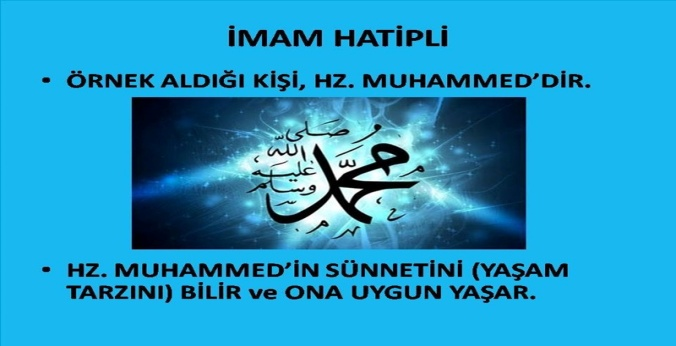 İMAM HATİPLİ
• ÖRNEK ALDIĞI KİŞİ, HZ. MUHAMMED’DİR.
محمد صلى الله عليه وسلم
• HZ. MUHAMMED’İN SÜNNETİNİ (YAŞAM
TARZINI) BİLİR ve ONA UYGUN YAŞAR.